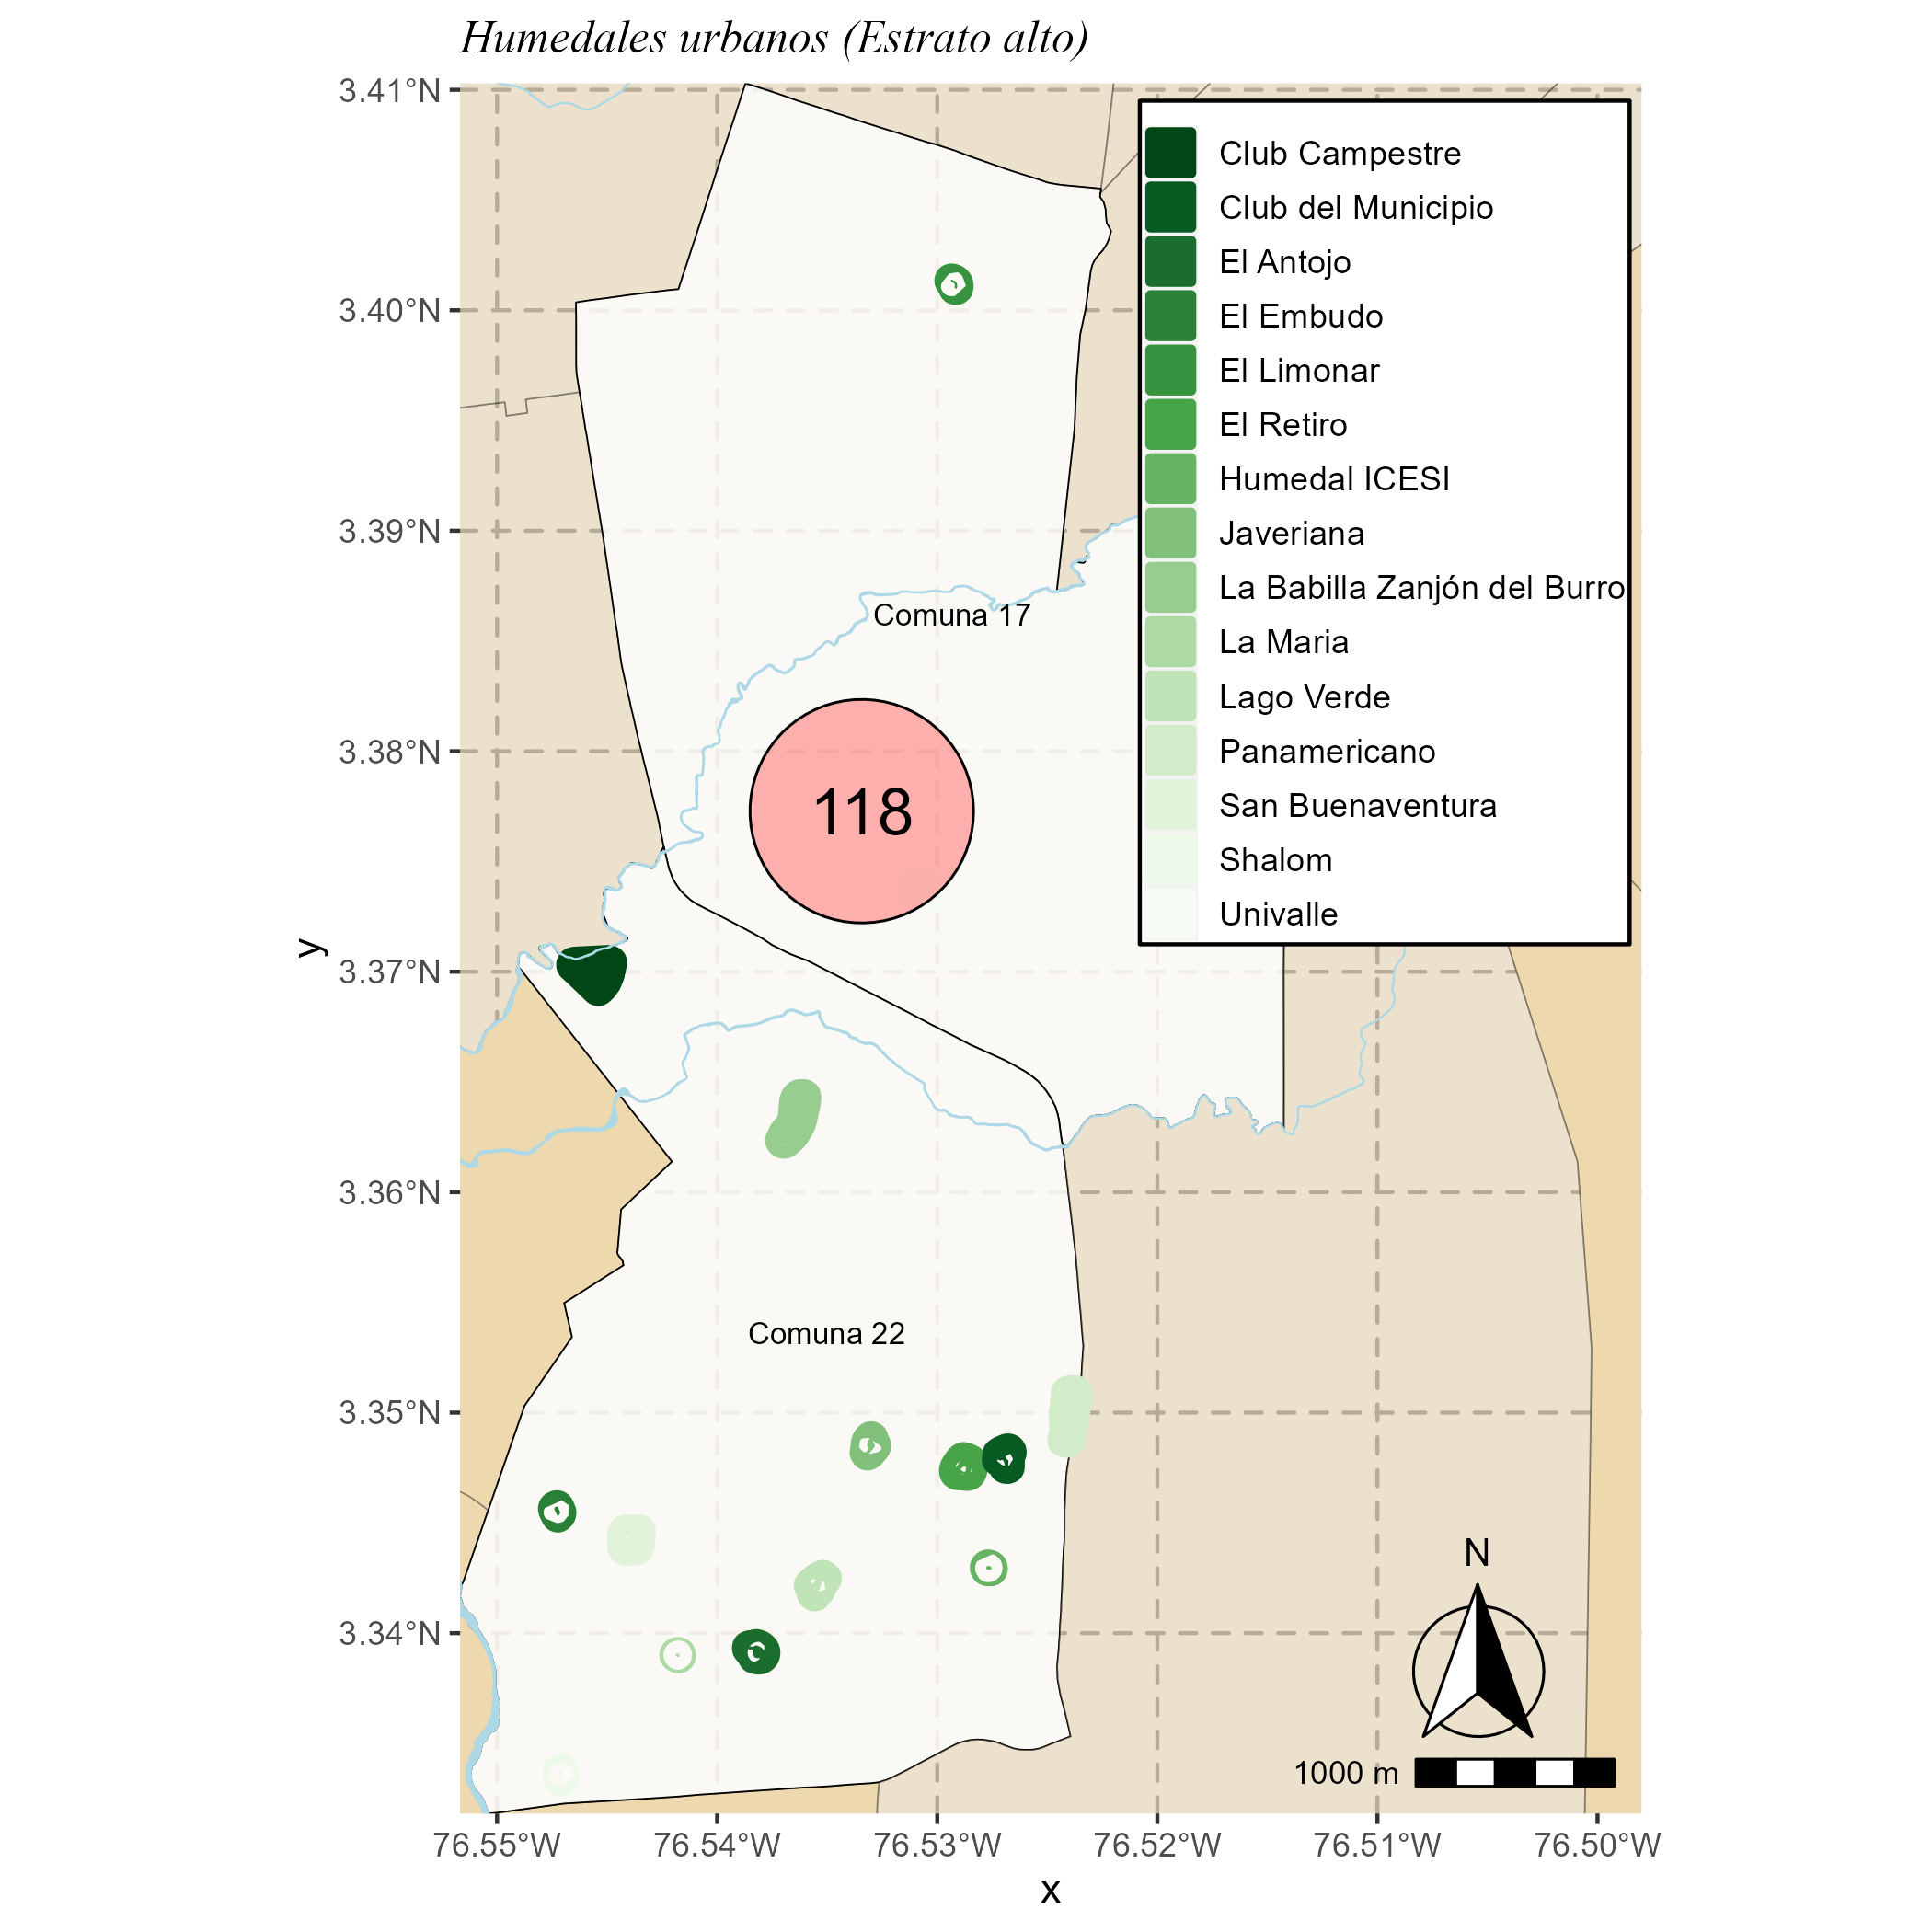 Humedales urbanos (Estrato alto)
3.41°N
3.40°N
3.39°N
3.38°N
3.37°N
3.36°N
3.35°N
3.34°N
y
Club Campestre
Club del Municipio
El Antojo
El Embudo
El Limonar
El Retiro
Humedal ICESI
Javeriana
La Babilla Zanjón del Burro
La Maria
Lago Verde
Panamericano
San Buenaventura
Shalom
Univalle
Comuna 17
118
Comuna 22
N
1000 m
76.55°W 76.54°W 76.53°W 76.52°W 76.51°W 76.50°W
x